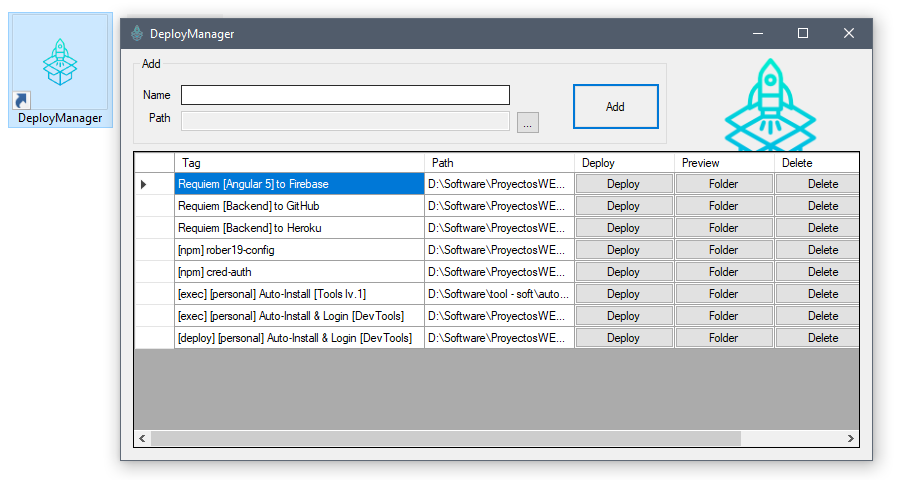 DeployManager
DeployManager
Add
Name
Add
Path
...
Tag Path Deploy Preview Delete
Requiem [Angular 5] to Firebase D:\Software\ProyectosWE... Deploy Folder Delete
Requiem [Backend] to GitHub D:\Software\ProyectosWE... Deploy Folder Delete
Requiem [Backend] to Heroku D:\Software\ProyectosWE... Deploy Folder Delete
[npm] rober19-config D:\Software\ProyectosWE... Deploy Folder Delete
[npm] cred-auth D:\Software\ProyectosWE... Deploy Folder Delete
[exec] [personal] Auto-Install [Tools lv.1] D:\Software\tool - soft\auto... Deploy Folder Delete
[exec] [personal] Auto-Install & Login [DevTools] D:\Software\ProyectosWE... Deploy Folder Delete
[deploy] [personal] Auto-Install & Login [DevTools] D:\Software\ProyectosWE... Deploy Folder Delete